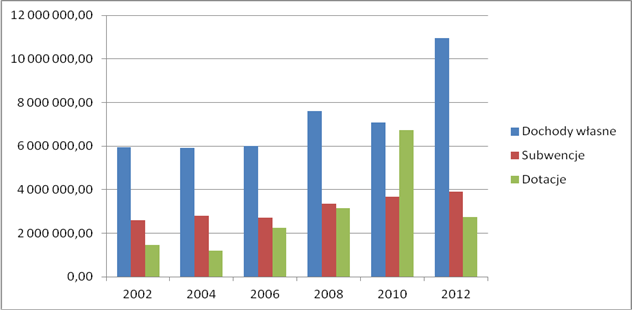 12 000 000,00
10 000 000,00
8 000 000,00
6 000 000,00
4 000 000,00
2 000 000,00
0,00
2002 2004 2006 2008 2010 2012
Dochody własne
Subwencje
Dotacje